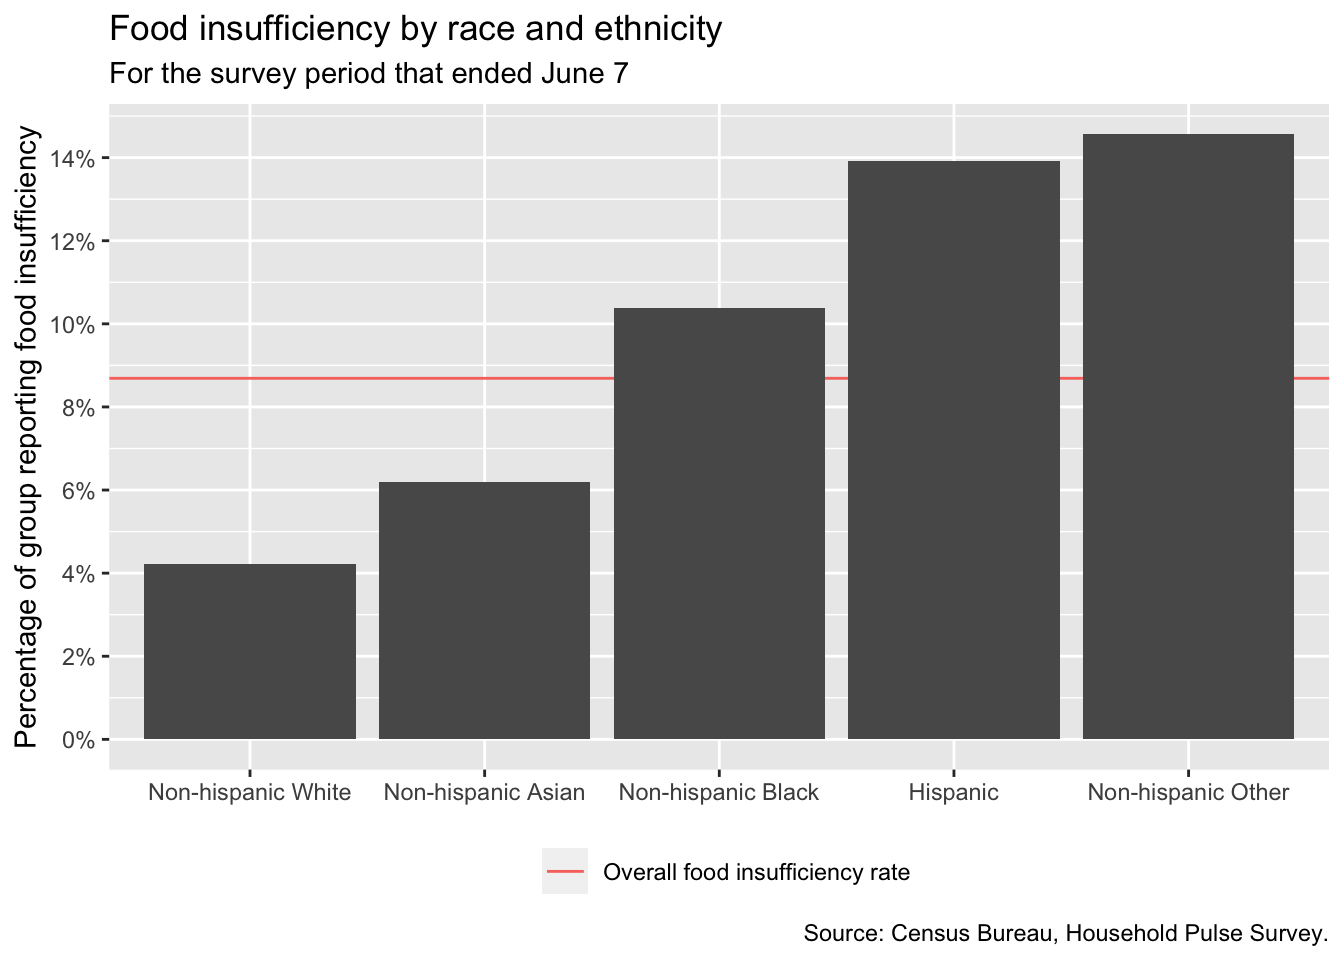 Food insufficiency by race and ethnicity
For the survey period that ended June 7
Percentage of group reporting food insufficiency
14%
12%
10%
8%
6%
4%
2%
0%
Non-hispanic White
Non-hispanic Asian
Non-hispanic Black
Hispanic
Non-hispanic Other
Overall food insufficiency rate
Source: Census Bureau, Household Pulse Survey.